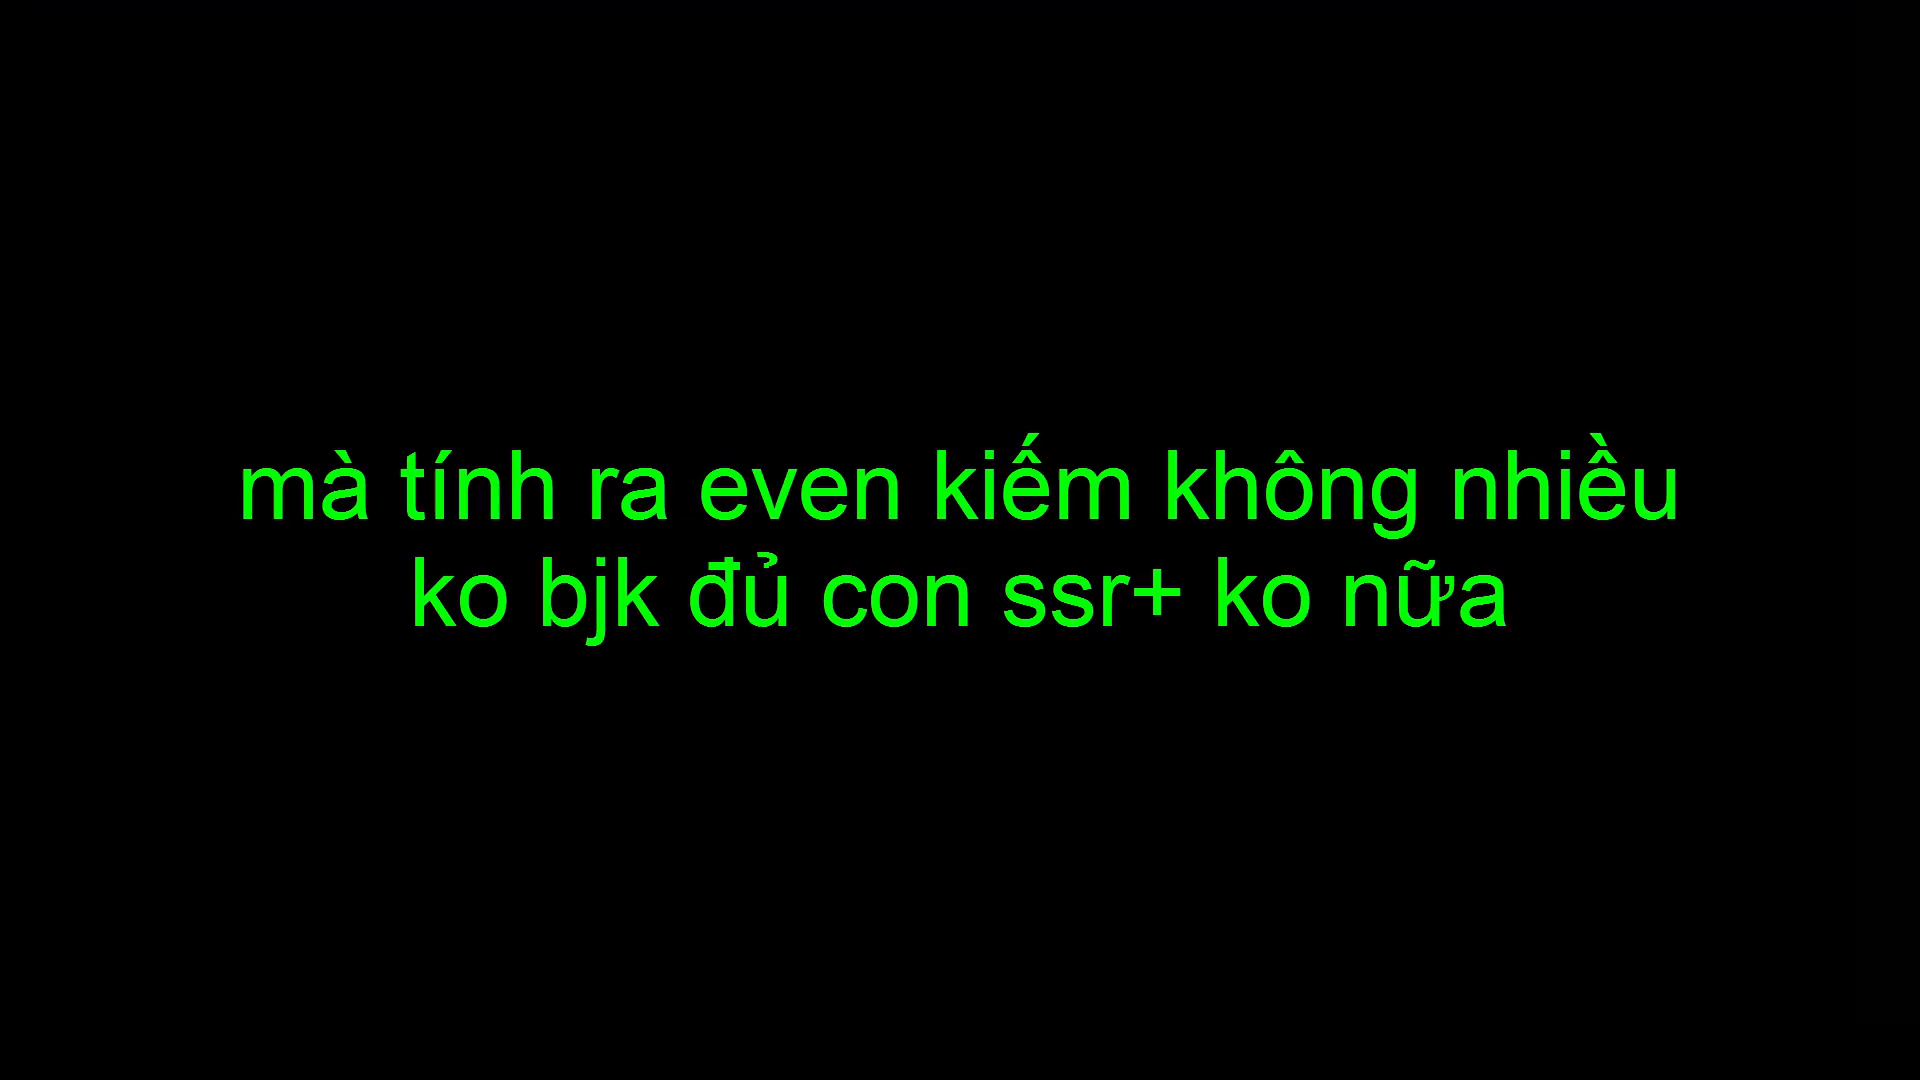 mà tính ra even kiếm không nhiều
ko bjk đủ con ssr+ ko nữa